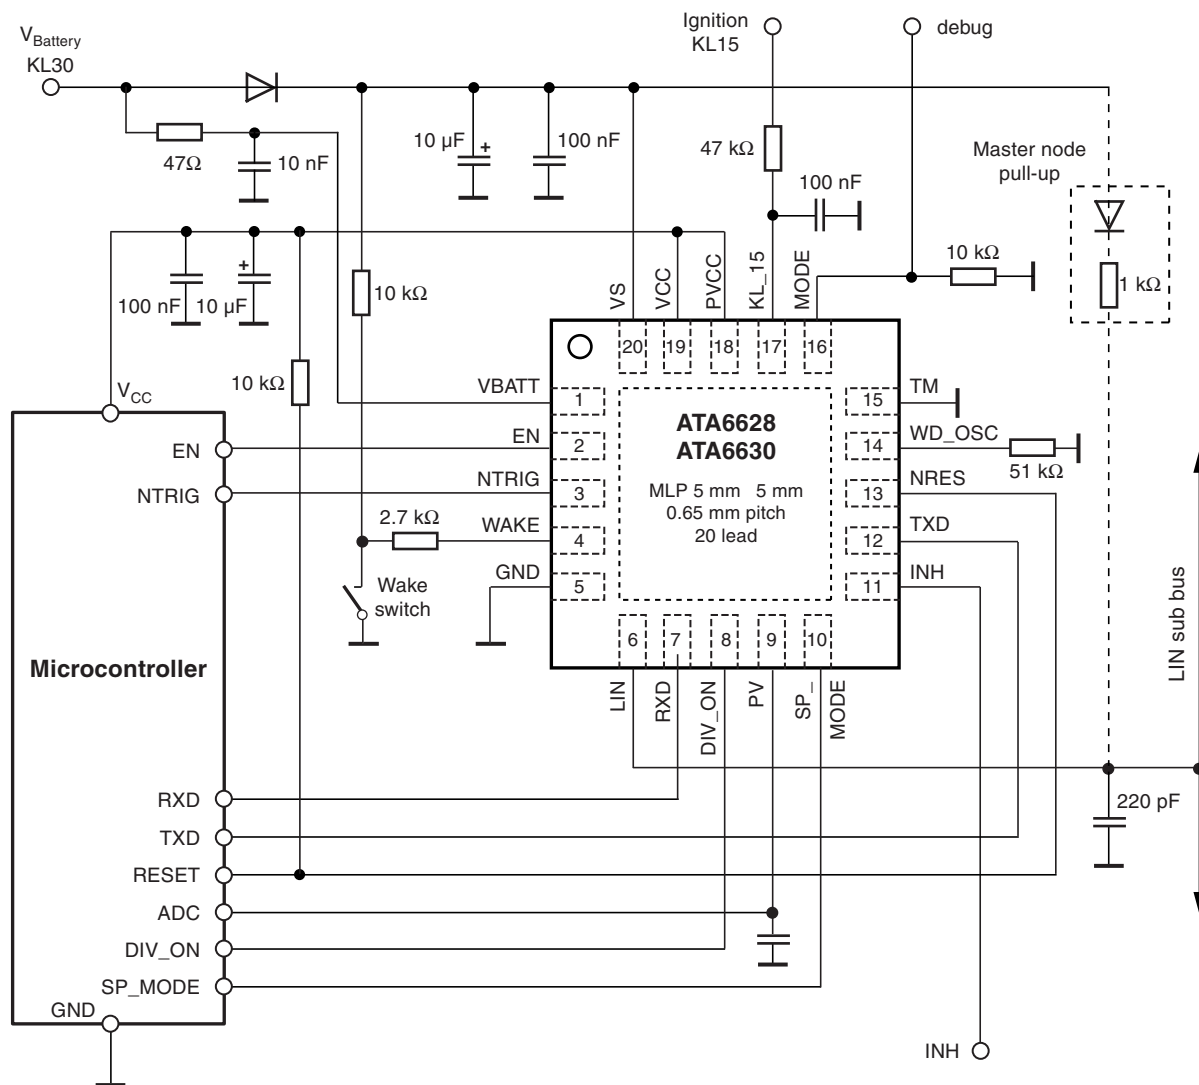 Ignition
KL15
debug
VBattery
KL30
47Ω
10 nF
10 µF
+
100 nF
47 kΩ
100 nF
Master node
pull-up
10 kΩ
1 kΩ
100 nF
+
10 µF
10 kΩ
10 kΩ
VS
VCC
PVCC
KL_15
MODE
20
19
18
17
16
VCC
VBATT
1
EN
EN
2
NTRIG
NTRIG
3
2.7 kΩ
WAKE
4
GND
5
Wake
switch
ATA6628
ATA6630
MLP 5 mm 5 mm
0.65 mm pitch
20 lead
15
TM
14
WD_OSC
51 kΩ
13
NRES
12
TXD
11
INH
6
7
8
9
10
LIN
RXD
DIV_ON
PV
SP_
MODE
LIN sub bus
Microcontroller
220 pF
RXD
TXD
RESET
ADC
DIV_ON
SP_MODE
GND
INH